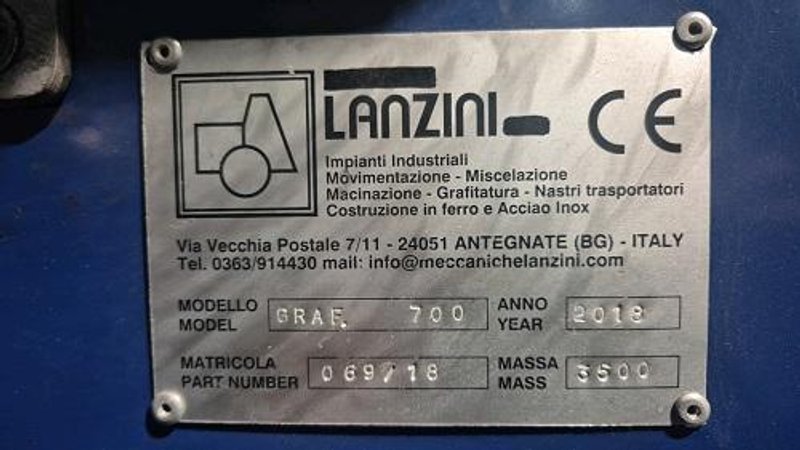 LANZINI
CE
Impianti Industriali
Movimentazione - Miscelazione
Macinazione - Grafitatura - Nastri trasportatori
Costruzione in ferro e Acciao Inox
Via Vecchia Postale 7/11 - 24051 ANTEGNATE (BG) - ITALY
Tel. 0363/914430 mail: info@meccanichelanzini.com
MODELLO GRAF. 700 ANNO 2018
MODEL YEAR
MATRICOLA 069/18 MASSA 3500
PART NUMBER MASS